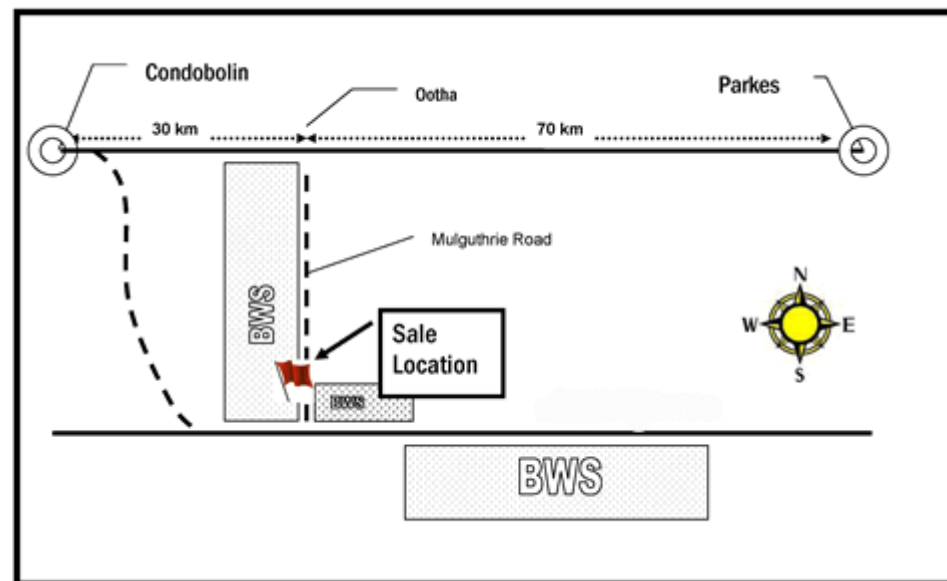 Condobolin
Ootha
Parkes
30 km
70 km
Mulguthrie Road
BWS
N
W
E
S
Sale
Location
BWS
BWS